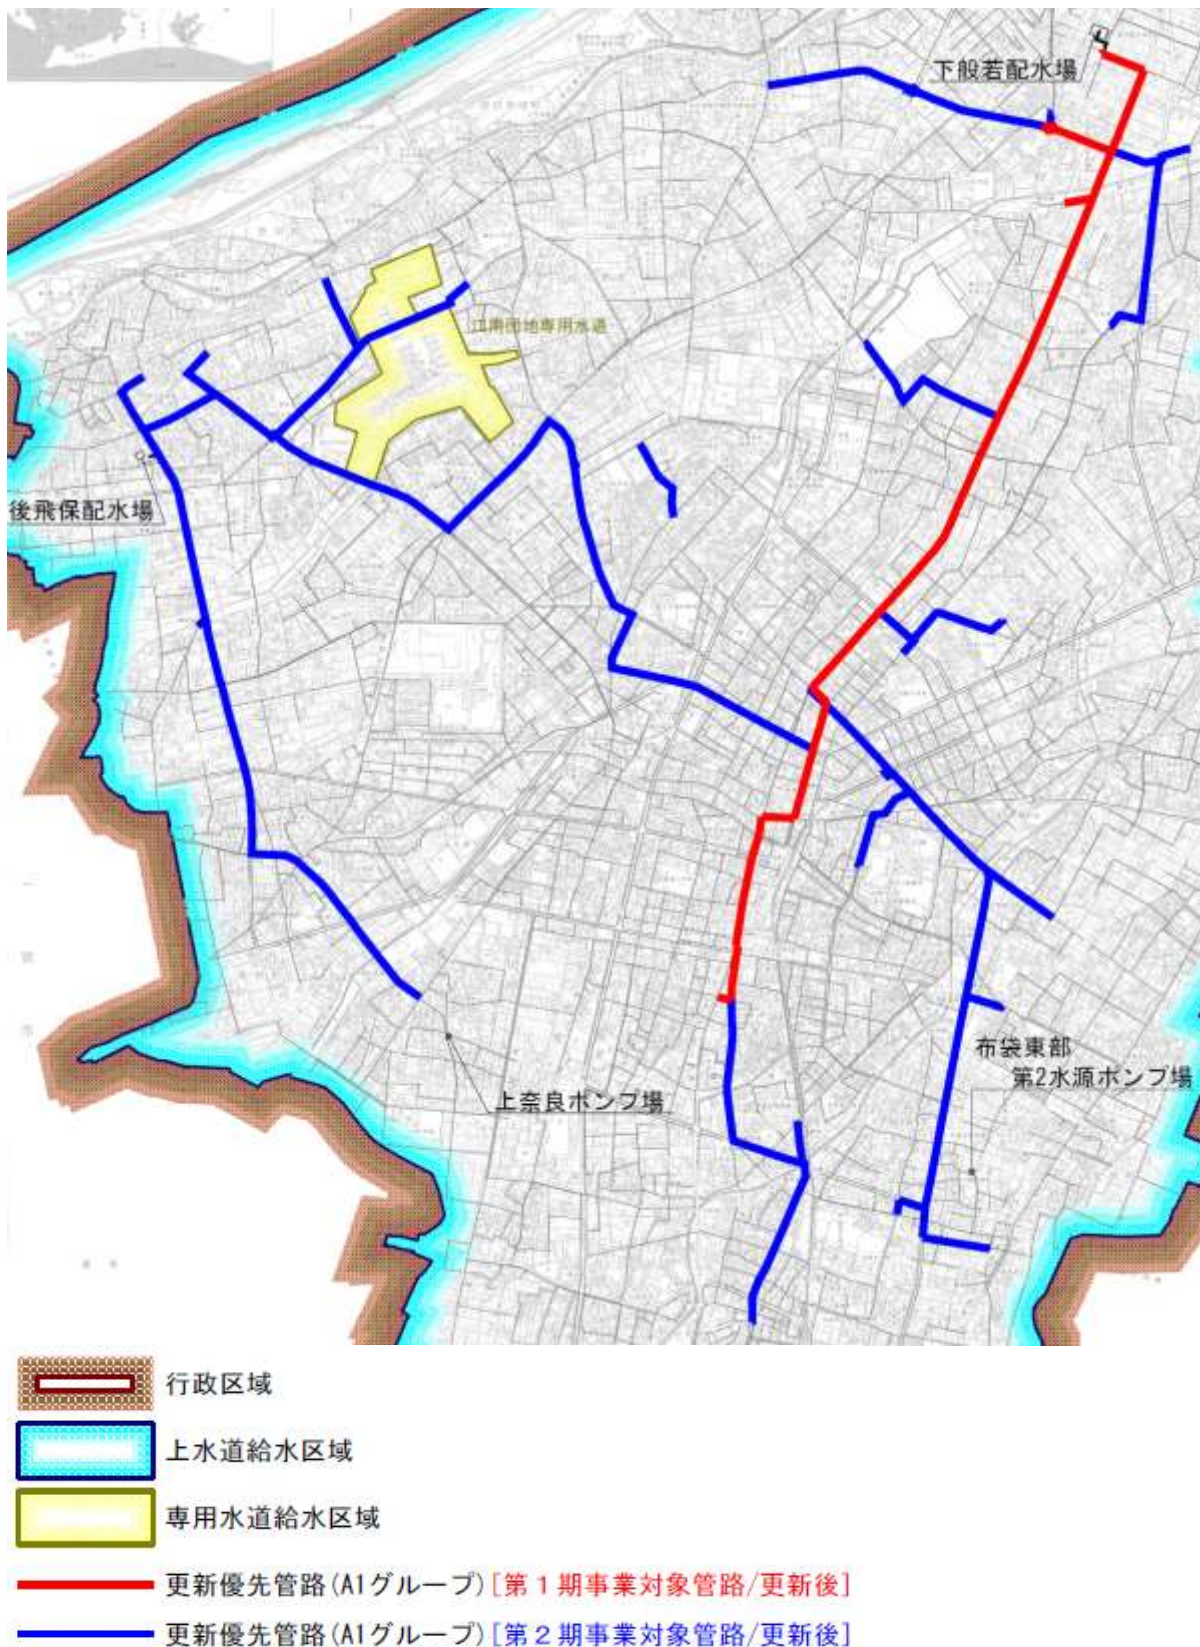 下般若配水場
江南団地専用水道
後飛保配水場
布袋東部
第2水源ポンプ場
上奈良ポンプ場
行政区域
上水道給水区域
専用水道給水区域
更新優先管路(A1グループ)[第１期事業対象管路/更新後]
更新優先管路(A1グループ)[第２期事業対象管路/更新後]